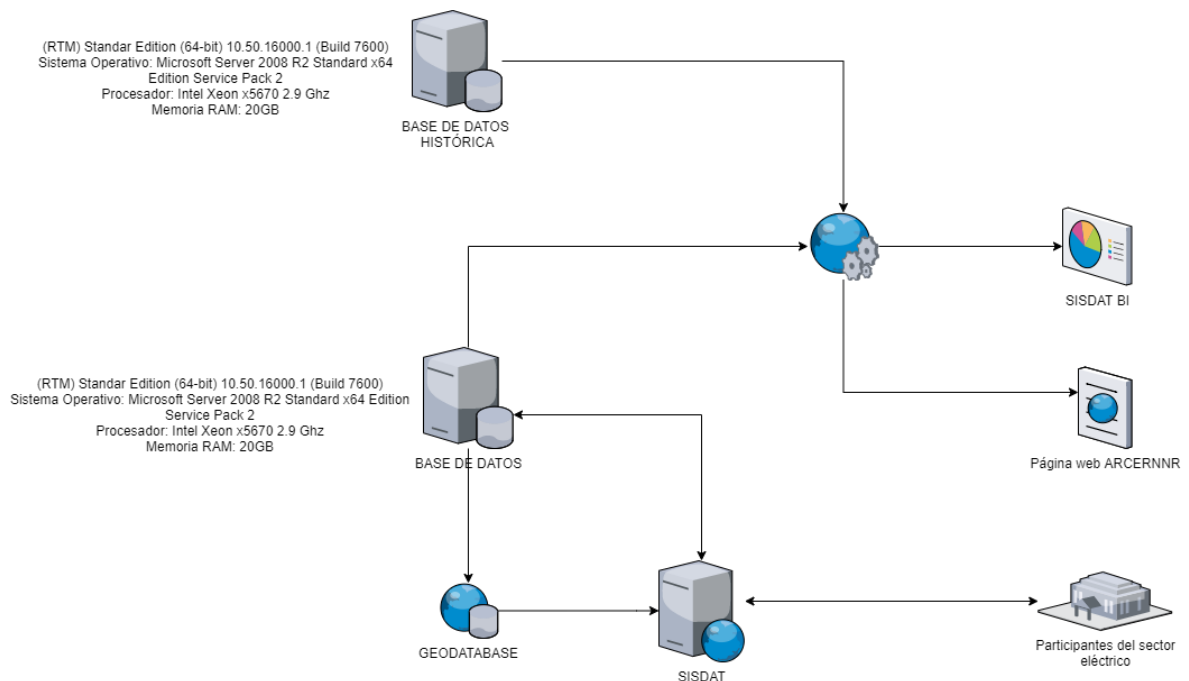 (RTM) Standar Edition (64-bit) 10.50.16000.1 (Build 7600)
Sistema Operativo: Microsoft Server 2008 R2 Standard x64
Edition Service Pack 2
Procesador: Intel Xeon x5670 2.9 Ghz
Memoria RAM: 20GB
BASE DE DATOS
HISTÓRICA
SISDAT BI
(RTM) Standar Edition (64-bit) 10.50.16000.1 (Build 7600)
Sistema Operativo: Microsoft Server 2008 R2 Standard x64 Edition
Service Pack 2
Procesador: Intel Xeon x5670 2.9 Ghz
Memoria RAM: 20GB
BASE DE DATOS
Página web ARCERNNR
GEODATABASE
SISDAT
Participantes del sector
eléctrico